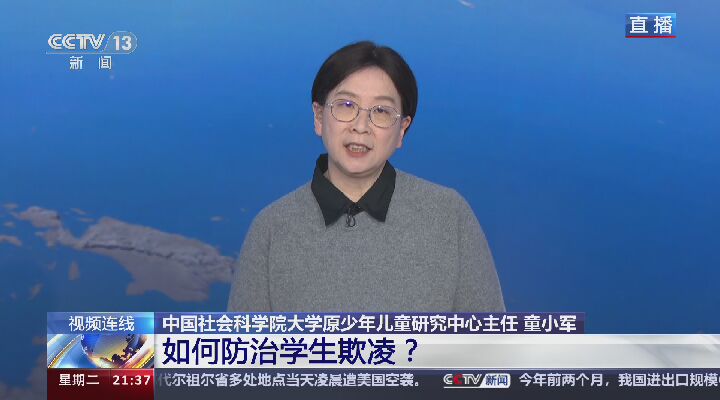 CCTV 13
新闻
直播
视频连线
中国社会科学院大学原少年儿童研究中心主任 童小军
如何防治学生欺凌？
星期二 21:37 代尔祖尔省多处地点当天凌晨遭美国空袭。 CCTV 新闻 今年前两个月，我国进出口规模